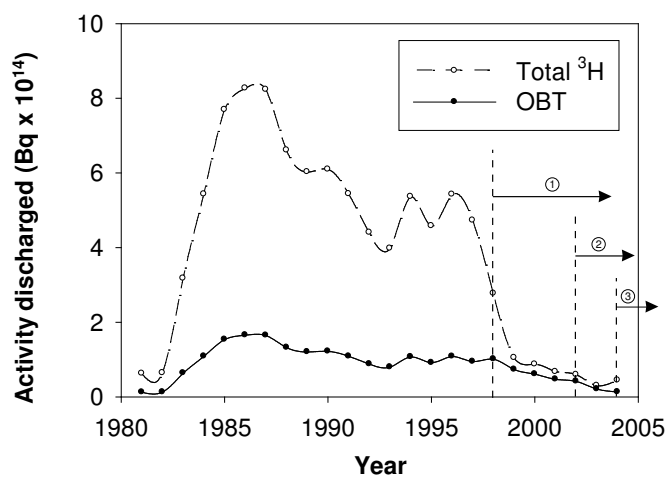 10
8
6
4
2
0
Activity discharged (Bq x 10¹⁴)
Total ³H
OBT
①
②
③
1980 1985 1990 1995 2000 2005
Year